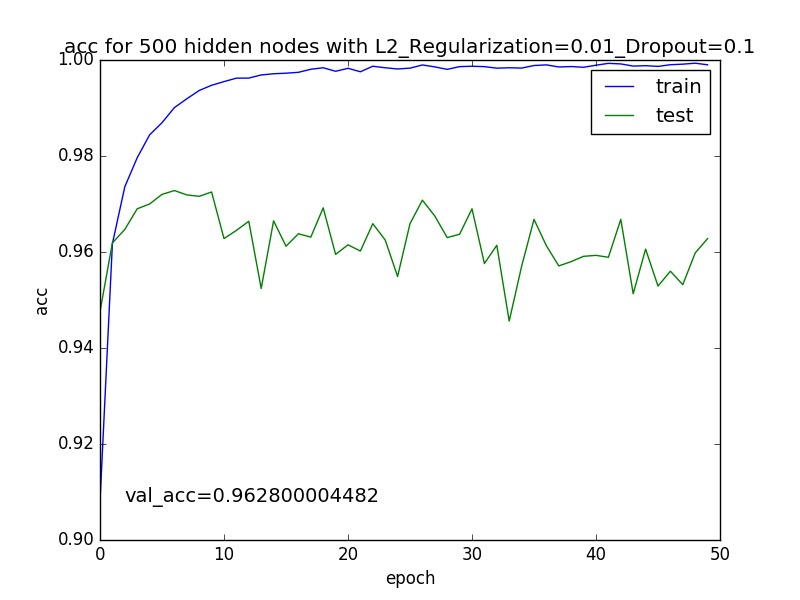 acc for 500 hidden nodes with L2_Regularization=0.01_Dropout=0.1
1.00
train
test
0.98
0.96
acc
0.94
0.92
val_acc=0.962800004482
0.90
0 10 20 30 40 50
epoch